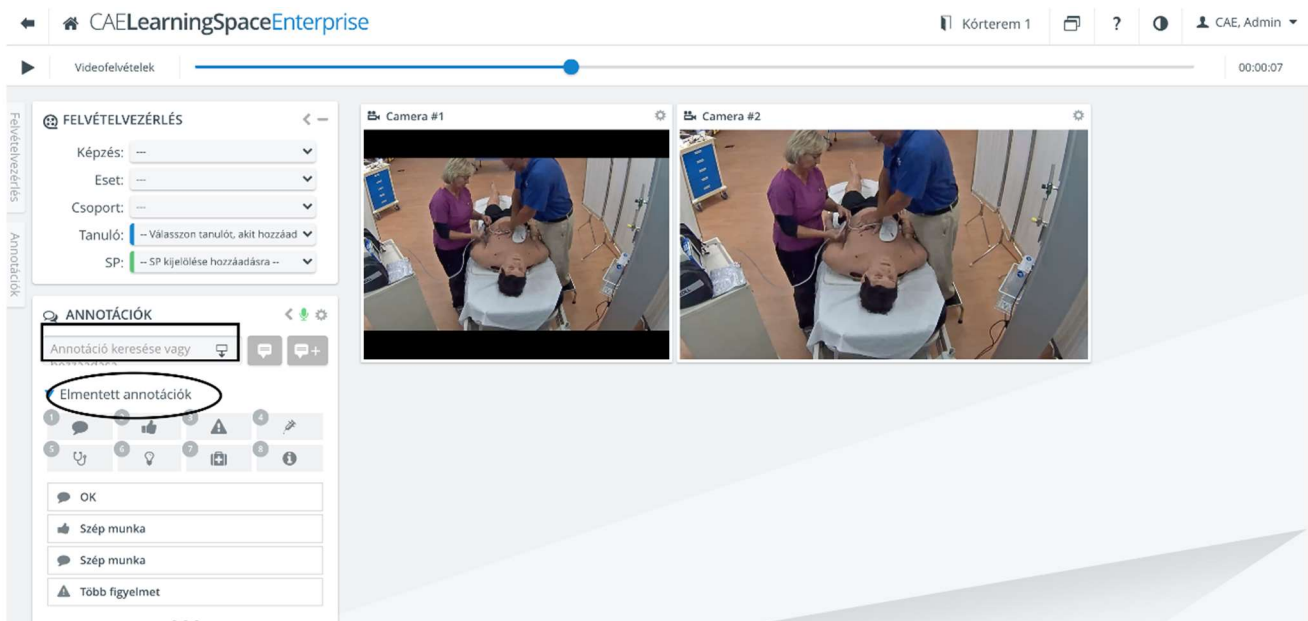 CAELearningSpaceEnterprise
Kórterem 1
?
CAE, Admin
Videofelvételek
00:00:07
Felvételvezérlés
Annotációk
FELVÉTELVEZÉRLÉS
Képzés: ---
Eset: ---
Csoport: ---
Tanuló: -- Válasszon tanulót, akit hozzáad
SP: -- SP kijelölése hozzáadásra --
ANNOTÁCIÓK
Annotáció keresése vagy
Elmentett annotációk
1 2 3 4
5 6 7 8
OK
Szép munka
Szép munka
Több figyelmet
Camera #1
Camera #2